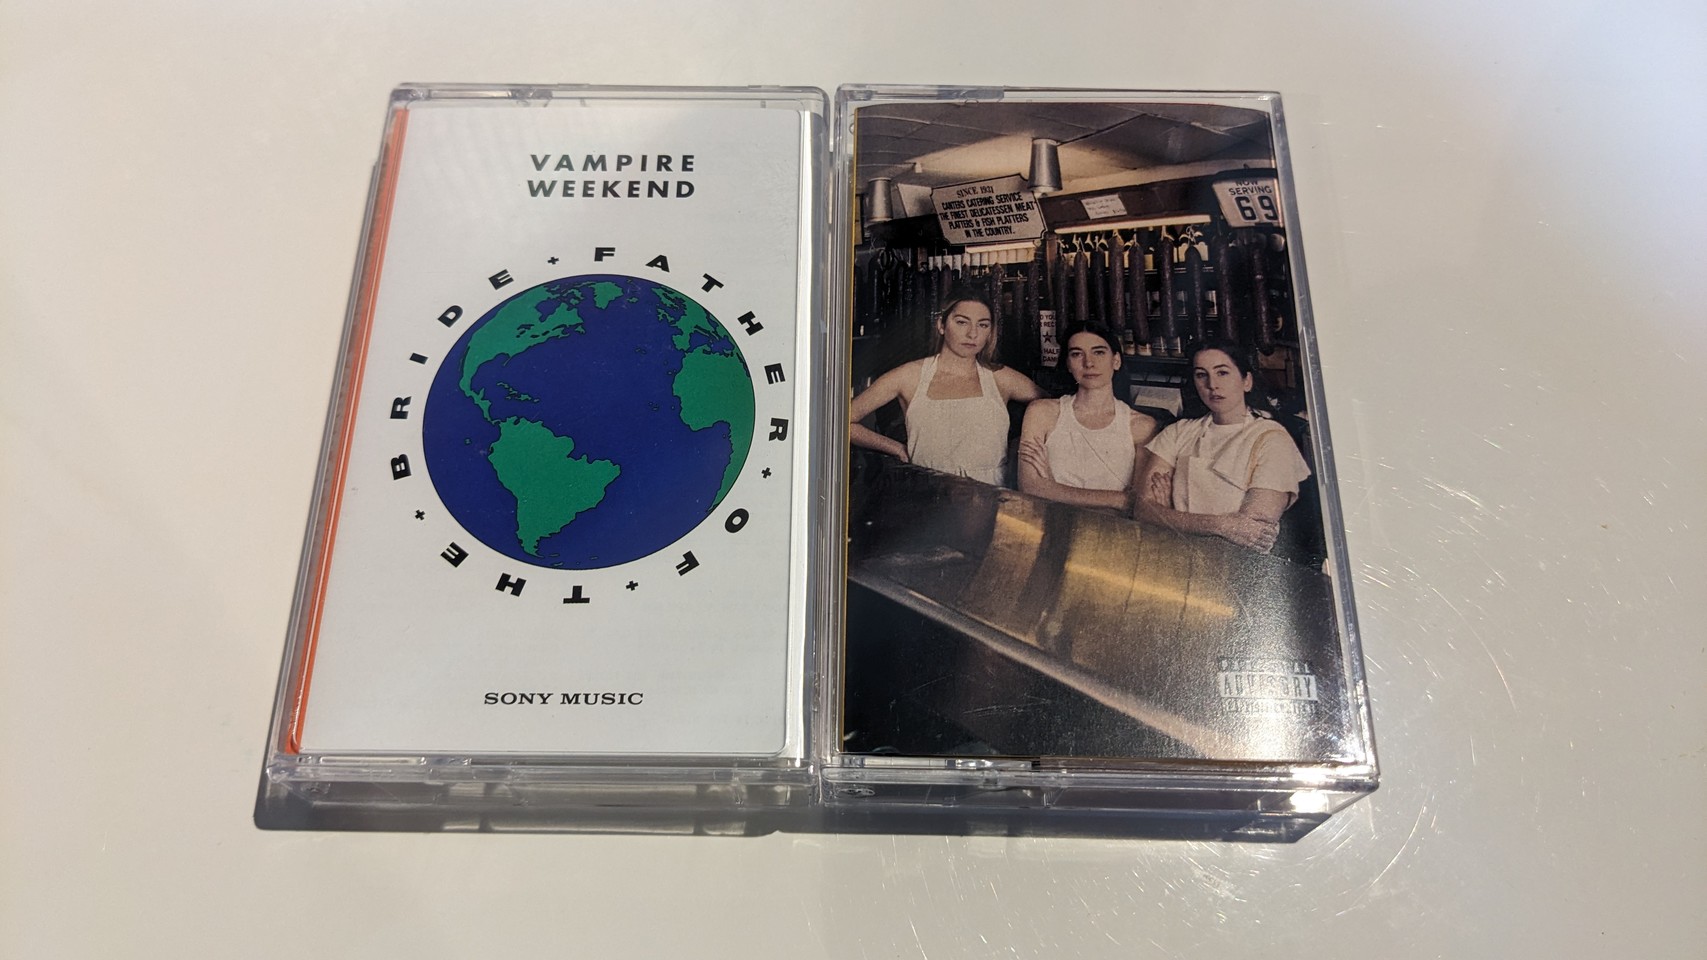 VAMPIRE
WEEKEND
FATHER + OF + THE + BRIDE +
SONY MUSIC
SINCE 1931
CANTERS CATERING SERVICE
THE FINEST DELICATESSEN MEAT
PLATTERS & FISH PLATTERS
IN THE COUNTRY.
NOW
SERVING
69
ADVISORY